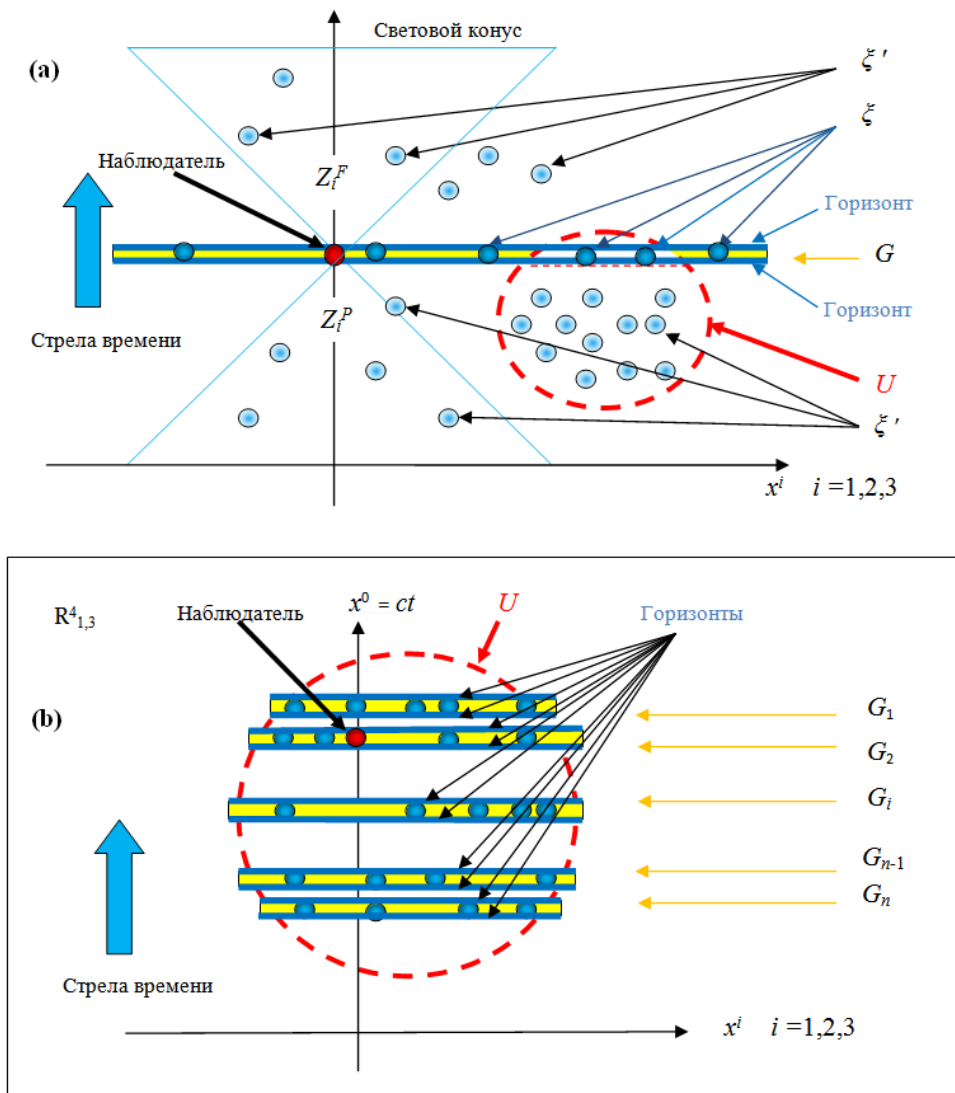 Световой конус
(a)
ξ′
ξ
Наблюдатель
Z_i^F
Горизонт
G
Z_i^P
Горизонт
Стрела времени
U
ξ′
x^i i =1,2,3
R^4_{1,3}
Наблюдатель
x^0 = ct
U
Горизонты
(b)
G_1
G_2
G_i
G_{n-1}
G_n
Стрела времени
x^i i =1,2,3